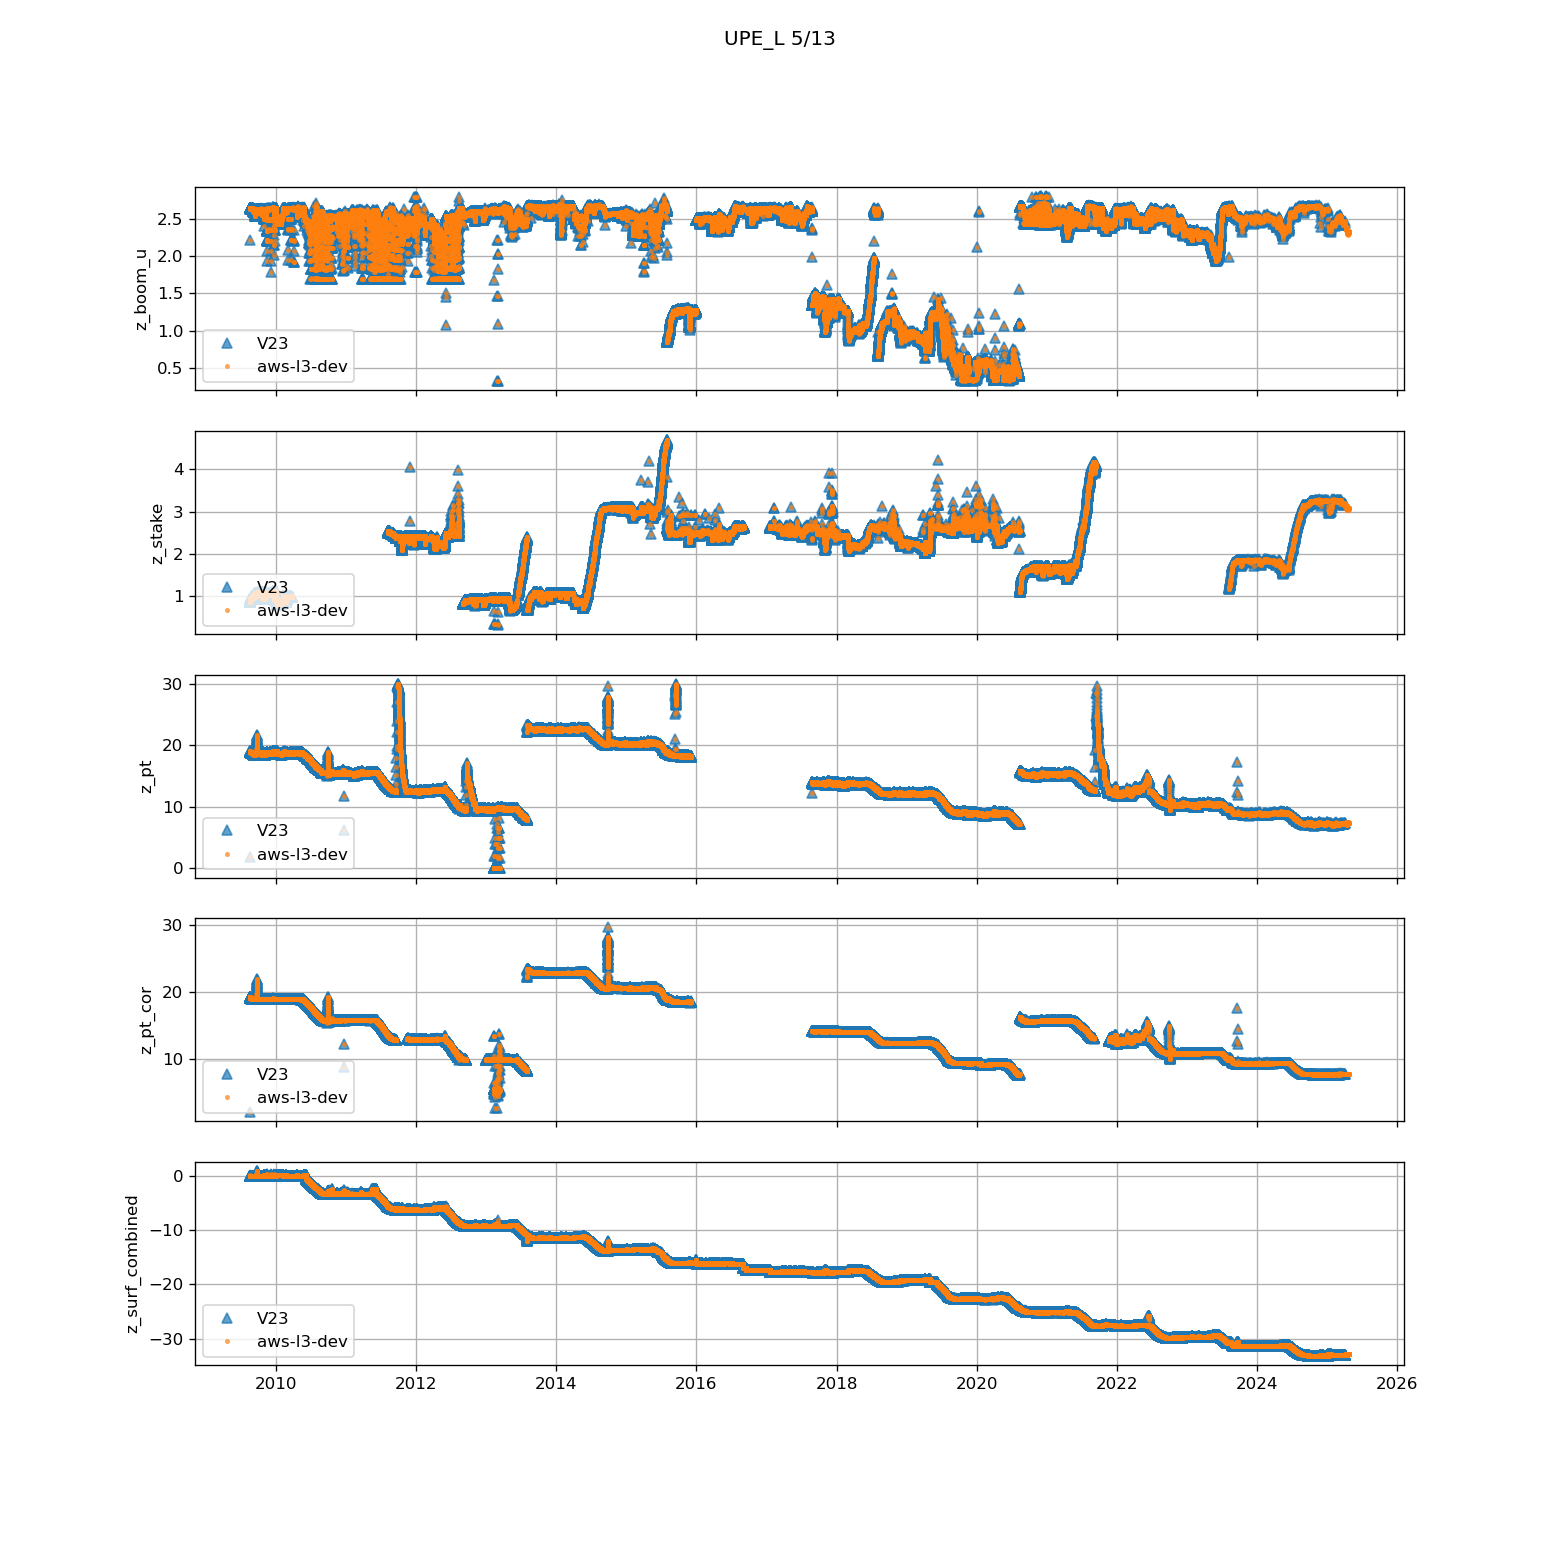 UPE_L 5/13
z_boom_u
2.5
2.0
1.5
1.0
0.5
V23
aws-l3-dev
z_stake
4
3
2
1
V23
aws-l3-dev
z_pt
30
20
10
0
V23
aws-l3-dev
z_pt_cor
30
20
10
V23
aws-l3-dev
z_surf_combined
0
−10
−20
−30
V23
aws-l3-dev
2010 2012 2014 2016 2018 2020 2022 2024 2026